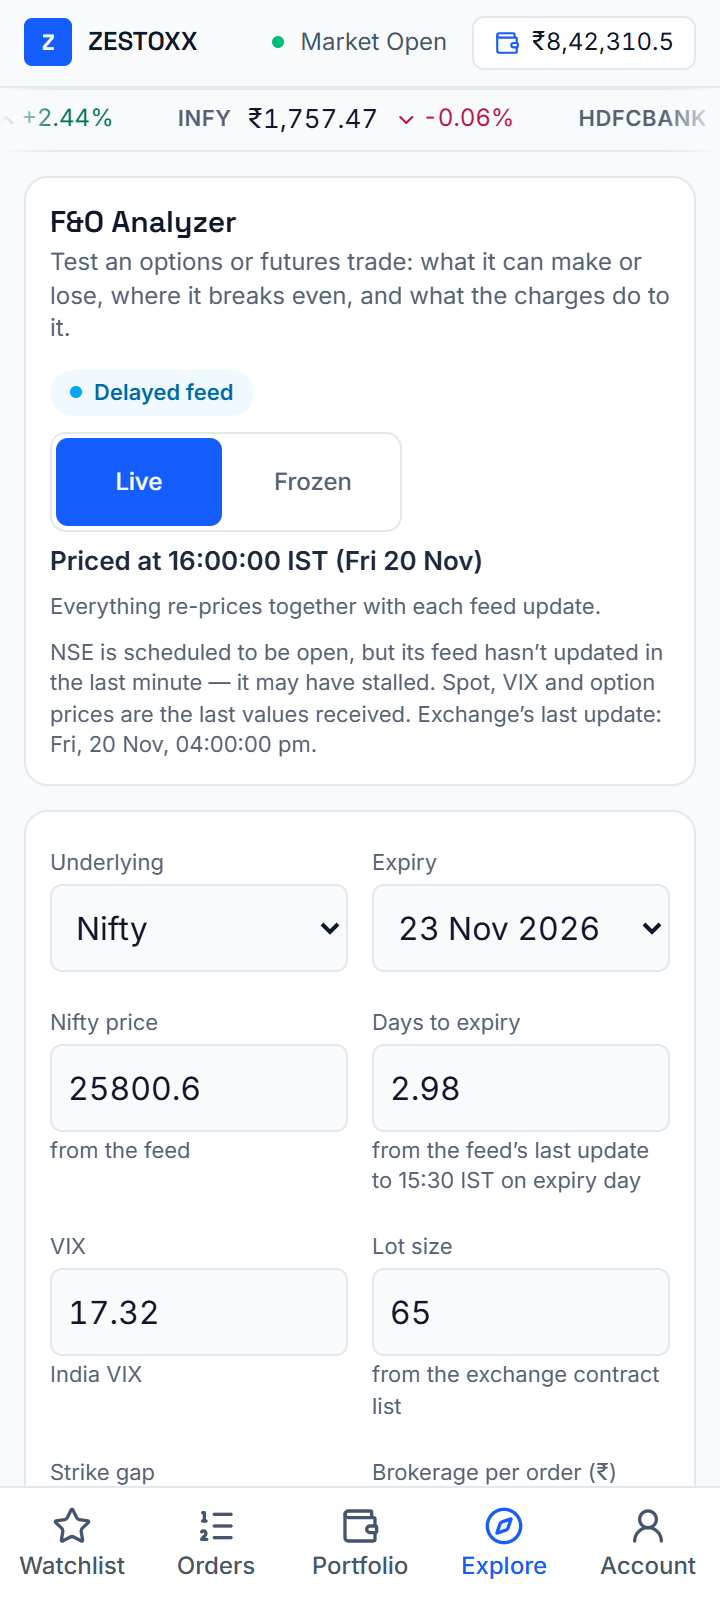 Z ZESTOXX Market Open ₹8,42,310.5
+2.44% INFY ₹1,757.47 -0.06% HDFCBANK
F&O Analyzer
Test an options or futures trade: what it can make or
lose, where it breaks even, and what the charges do to
it.
Delayed feed
Live Frozen
Priced at 16:00:00 IST (Fri 20 Nov)
Everything re-prices together with each feed update.
NSE is scheduled to be open, but its feed hasn’t updated in
the last minute — it may have stalled. Spot, VIX and option
prices are the last values received. Exchange’s last update:
Fri, 20 Nov, 04:00:00 pm.
Underlying Expiry
Nifty 23 Nov 2026
Nifty price Days to expiry
25800.6 2.98
from the feed from the feed’s last update
to 15:30 IST on expiry day
VIX Lot size
17.32 65
India VIX from the exchange contract
list
Strike gap Brokerage per order (₹)
Watchlist Orders Portfolio Explore Account